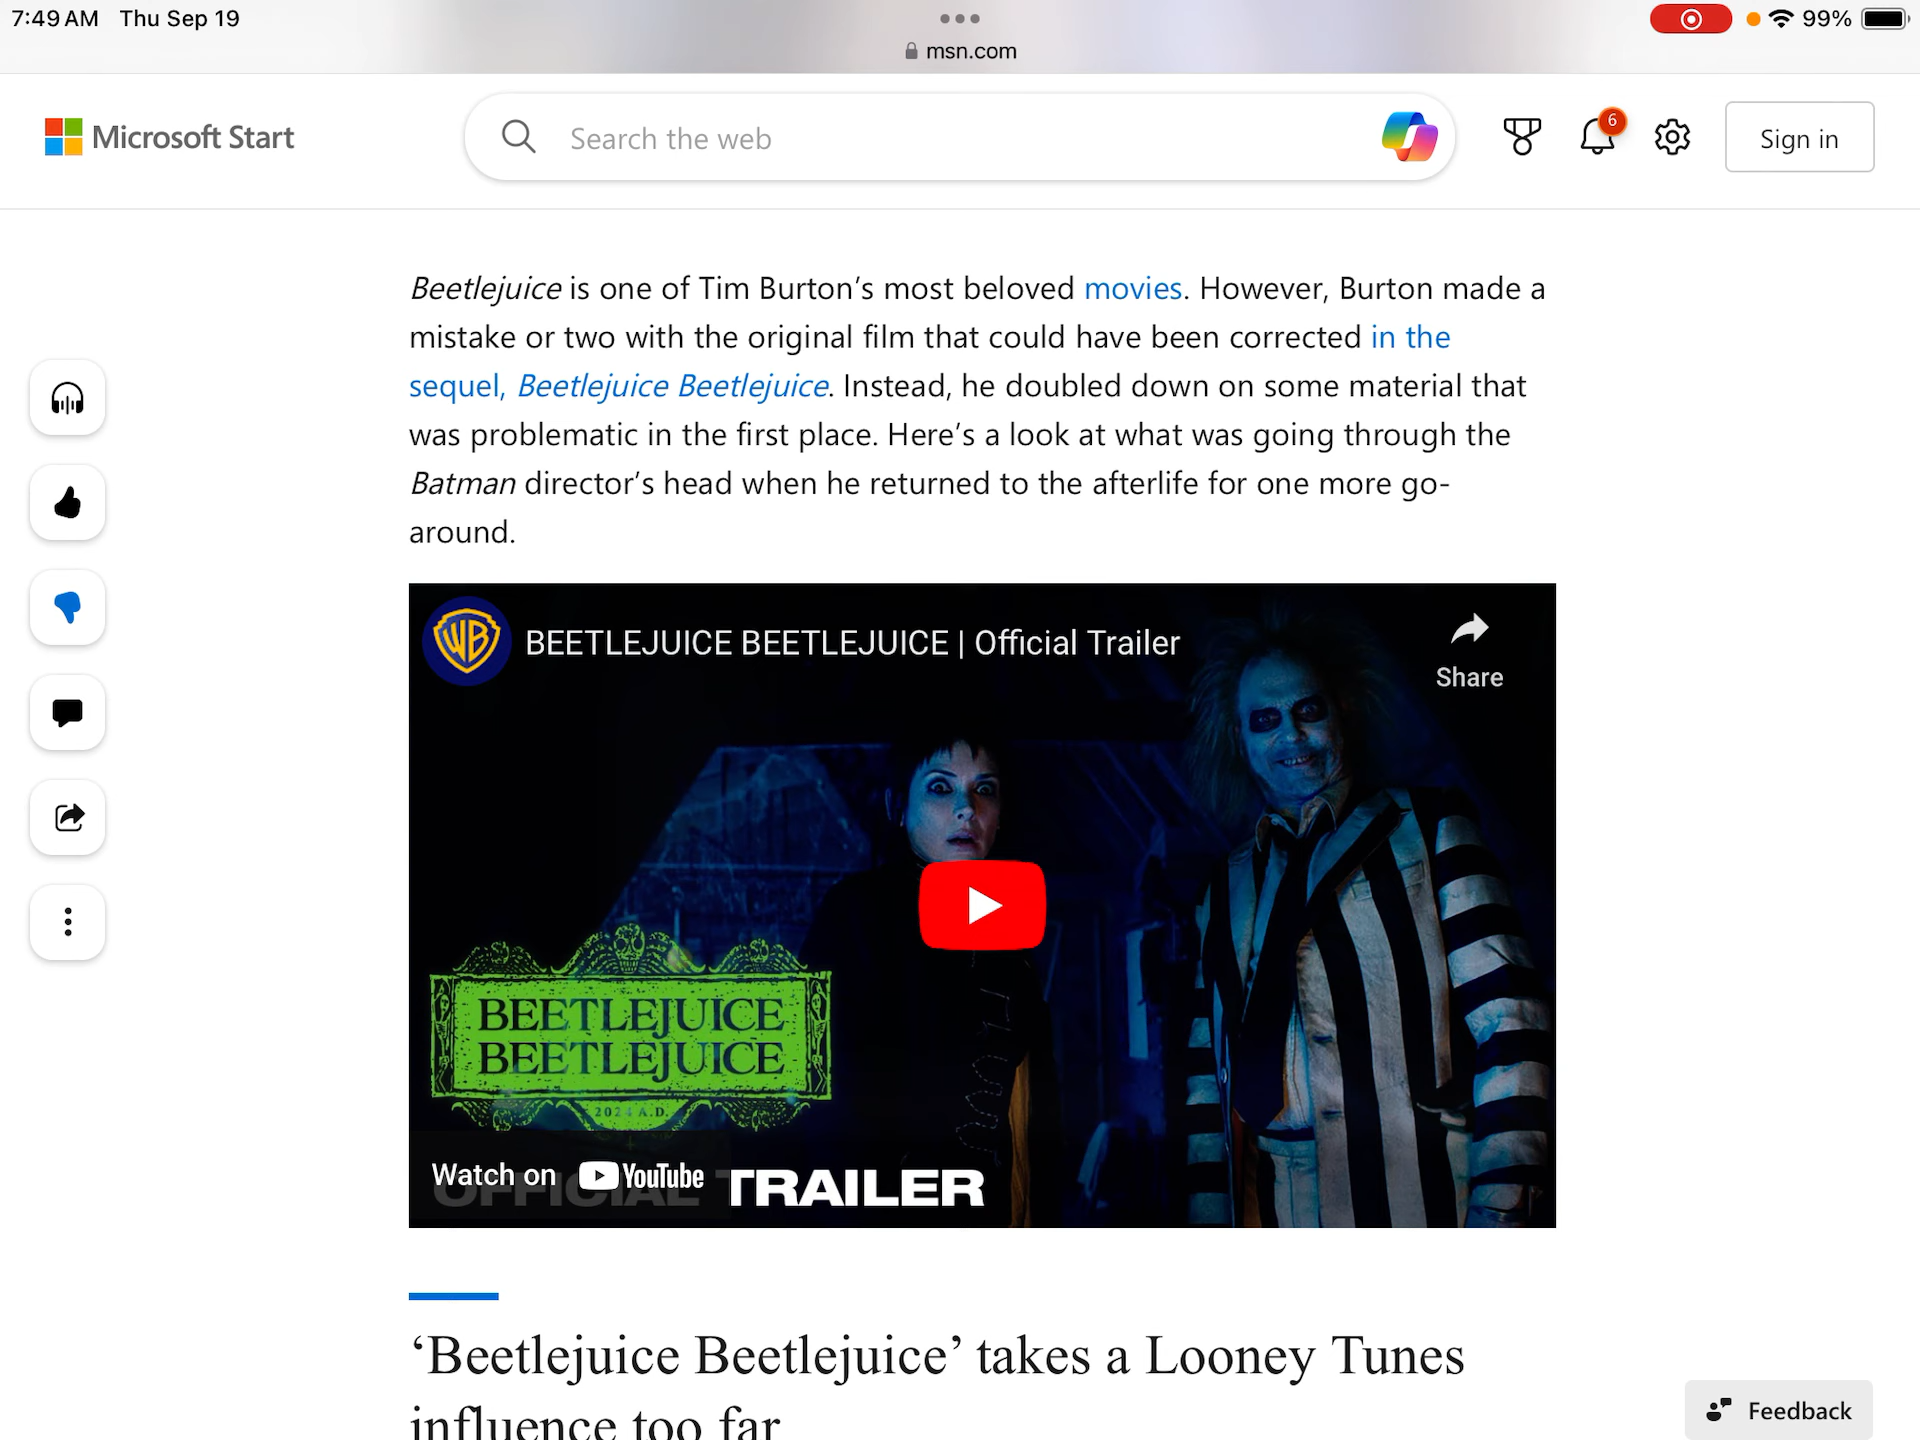 7:49 AM Thu Sep 19
99%
msn.com
Microsoft Start
Search the web
6
Sign in
Beetlejuice is one of Tim Burton’s most beloved movies. However, Burton made a
mistake or two with the original film that could have been corrected in the
sequel, Beetlejuice Beetlejuice. Instead, he doubled down on some material that
was problematic in the first place. Here’s a look at what was going through the
Batman director’s head when he returned to the afterlife for one more go-
around.
WB
BEETLEJUICE BEETLEJUICE | Official Trailer
Share
BEETLEJUICE
BEETLEJUICE
2024 A.D.
Watch on YouTube
OFFICIAL TRAILER
‘Beetlejuice Beetlejuice’ takes a Looney Tunes
influence too far
Feedback